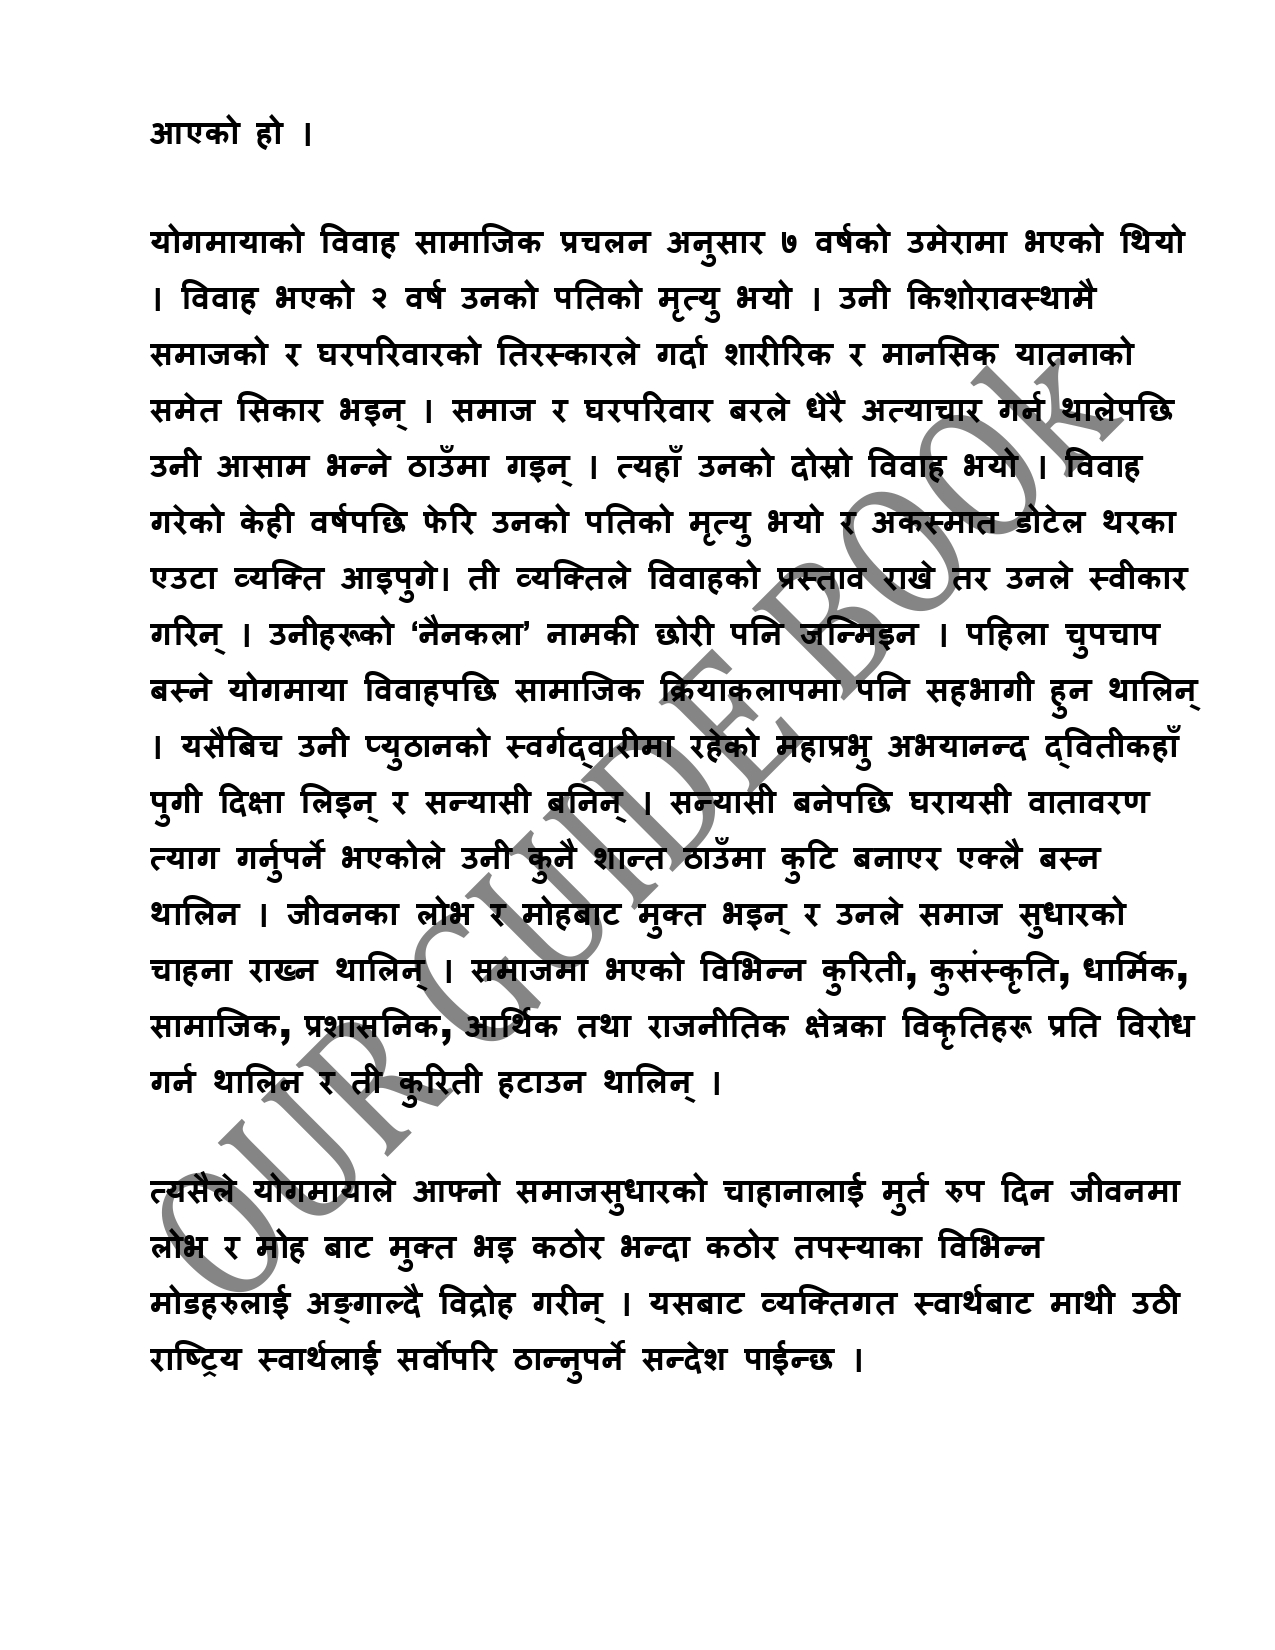 आएको हो ।
योगमायाको विवाह सामाजिक प्रचलन अनुसार ७ वर्षको उमेरामा भएको थियो
। विवाह भएको २ वर्ष उनको पतिको मृत्यु भयो । उनी किशोरावस्थामै
समाजको र घरपरिवारको तिरस्कारले गर्दा शारीरिक र मानसिक यातनाको
समेत सिकार भइन् । समाज र घरपरिवार बरले धेरै अत्याचार गर्न थालेपछि
उनी आसाम भन्ने ठाउँमा गइन् । त्यहाँ उनको दोस्रो विवाह भयो । विवाह
गरेको केही वर्षपछि फेरि उनको पतिको मृत्यु भयो र अकस्मात डोटेल थरका
एउटा व्यक्ति आइपुगे। ती व्यक्तिले विवाहको प्रस्ताव राखे तर उनले स्वीकार
गरिन् । उनीहरूको ‘नैनकला’ नामकी छोरी पनि जन्मिइन । पहिला चुपचाप
बस्ने योगमाया विवाहपछि सामाजिक क्रियाकलापमा पनि सहभागी हुन थालिन्
। यसैबिच उनी प्युठानको स्वर्गद्वारीमा रहेको महाप्रभु अभयानन्द द्वितीकहाँ
पुगी दिक्षा लिइन् र सन्यासी बनिन् । सन्यासी बनेपछि घरायसी वातावरण
त्याग गर्नुपर्ने भएकोले उनी कुनै शान्त ठाउँमा कुटि बनाएर एक्लै बस्न
थालिन । जीवनका लोभ र मोहबाट मुक्त भइन् र उनले समाज सुधारको
चाहना राख्न थालिन् । समाजमा भएको विभिन्न कुरिती, कुसंस्कृति, धार्मिक,
सामाजिक, प्रशासनिक, आर्थिक तथा राजनीतिक क्षेत्रका विकृतिहरू प्रति विरोध
गर्न थालिन र ती कुरिती हटाउन थालिन् ।
त्यसैले योगमायाले आफ्नो समाजसुधारको चाहानालाई मुर्त रुप दिन जीवनमा
लोभ र मोह बाट मुक्त भइ कठोर भन्दा कठोर तपस्याका विभिन्न
मोडहरुलाई अङ्गाल्दै विद्रोह गरीन् । यसबाट व्यक्तिगत स्वार्थबाट माथी उठी
राष्ट्रिय स्वार्थलाई सर्वोपरि ठान्नुपर्ने सन्देश पाईन्छ ।
OUR GUIDE BOOk